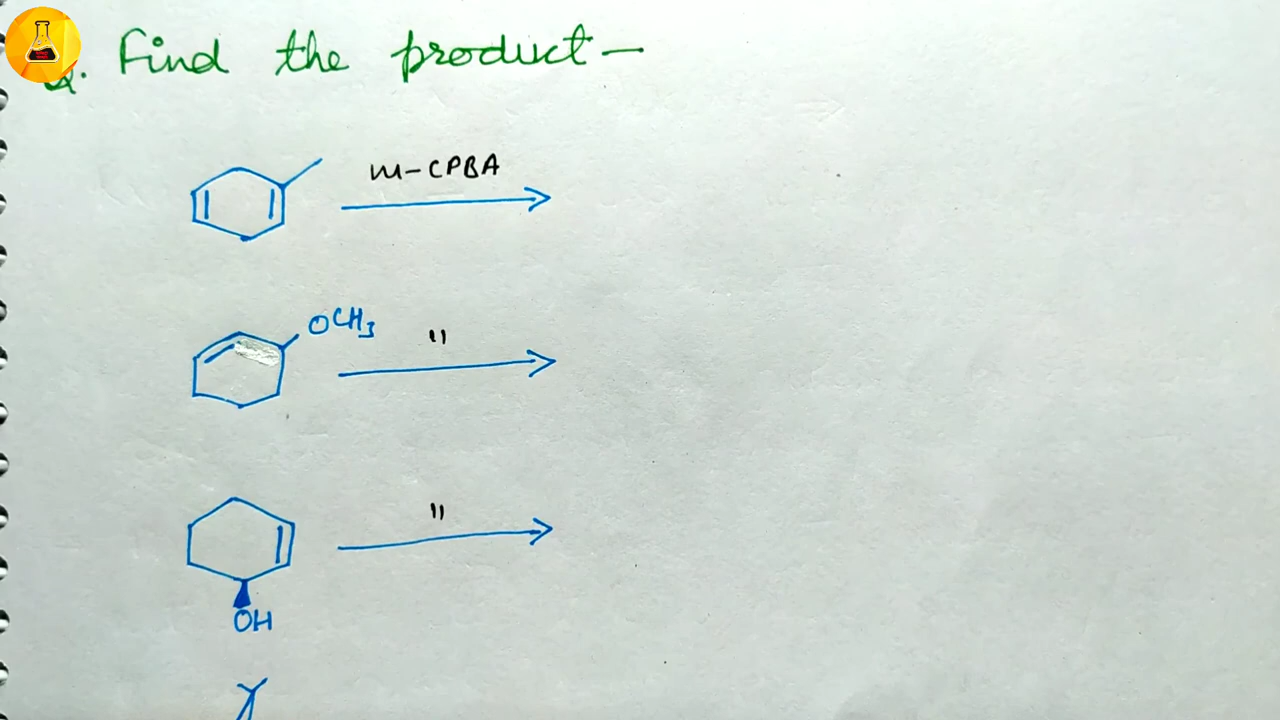 Q. Find the product –
m-CPBA
OCH3
"
"
OH